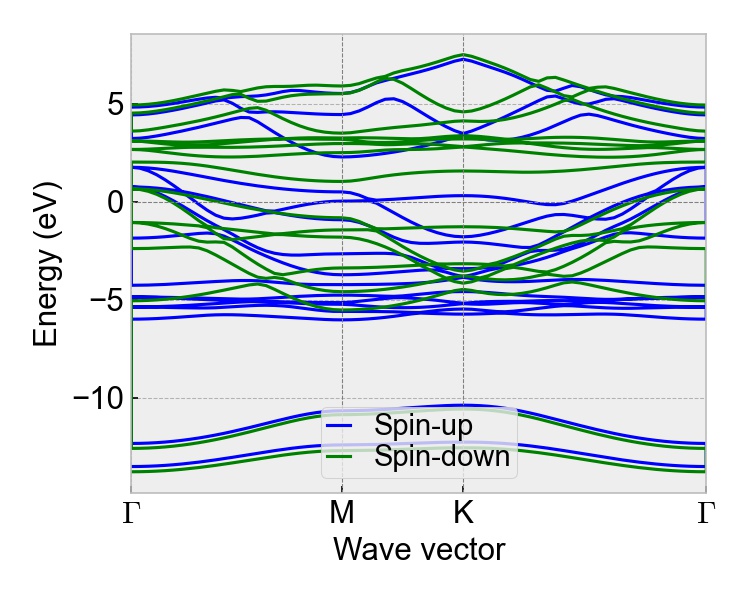 Energy (eV)
5
0
−5
−10
Spin-up
Spin-down
Γ M K Γ
Wave vector